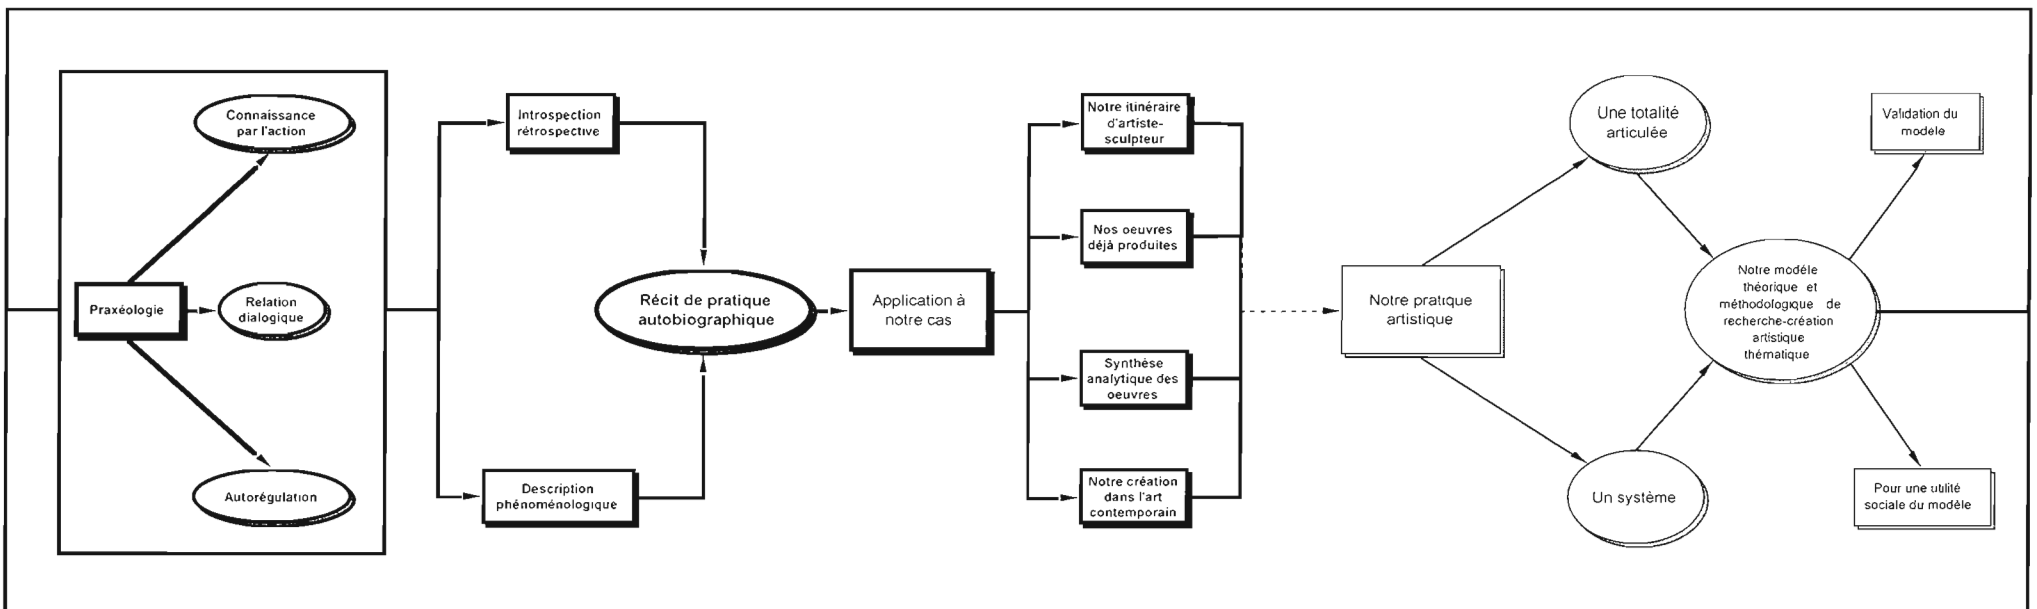 Connaissance
par l'action
Praxéologie
Relation
dialogique
Autorégulation
Introspection
rétrospective
Description
phénoménologique
Récit de pratique
autobiographique
Application à
notre cas
Notre itinéraire
d'artiste-
sculpteur
Nos oeuvres
déjà produites
Synthèse
analytique des
oeuvres
Notre création
dans l'art
contemporain
Notre pratique
artistique
Une totalité
articulée
Un système
Notre modèle
théorique et
méthodologique de
recherche-création
artistique
thématique
Validation du
modèle
Pour une utilité
sociale du modèle